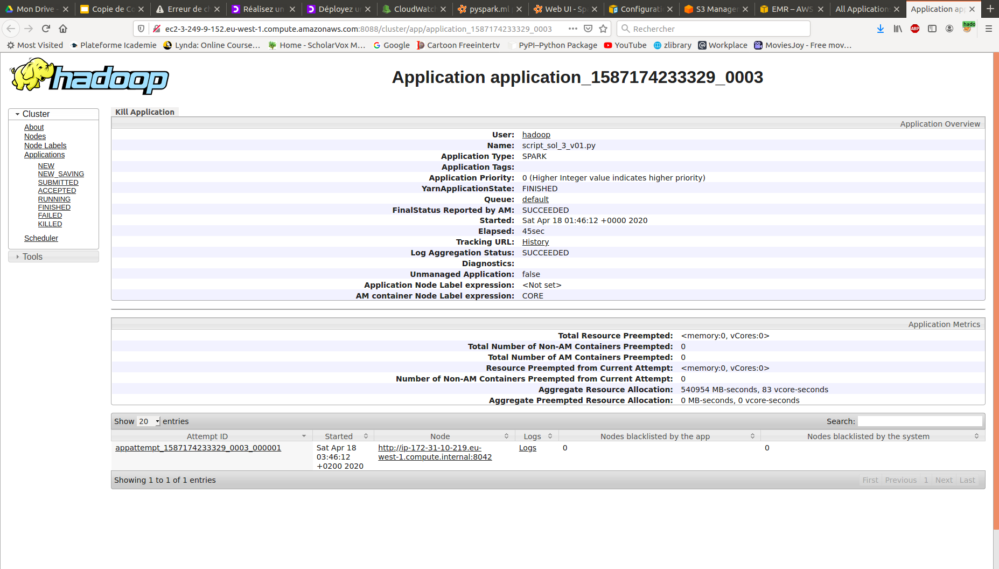 Mon Drive - Copie de Co Erreur de ch Réalisez un Déployez un CloudWatch pyspark.ml Web UI - Spa Configuratio S3 Manager EMR – AWS All Applications Application app
ec2-3-249-9-152.eu-west-1.compute.amazonaws.com:8088/cluster/app/application_1587174233329_0003 Rechercher ABP hado
Most Visited Plateforme Icademie Lynda: Online Course… Home - ScholarVox M… Google Cartoon Freeintertv PyPI–Python Package YouTube zlibrary Workplace MoviesJoy - Free mov…
hadoop
Application application_1587174233329_0003
Cluster
About
Nodes
Node Labels
Applications
NEW
NEW_SAVING
SUBMITTED
ACCEPTED
RUNNING
FINISHED
FAILED
KILLED
Scheduler
Tools
Kill Application
Application Overview
User: hadoop
Name: script_sol_3_v01.py
Application Type: SPARK
Application Tags:
Application Priority: 0 (Higher Integer value indicates higher priority)
YarnApplicationState: FINISHED
Queue: default
FinalStatus Reported by AM: SUCCEEDED
Started: Sat Apr 18 01:46:12 +0000 2020
Elapsed: 45sec
Tracking URL: History
Log Aggregation Status: SUCCEEDED
Diagnostics:
Unmanaged Application: false
Application Node Label expression: <Not set>
AM container Node Label expression: CORE
Application Metrics
Total Resource Preempted: <memory:0, vCores:0>
Total Number of Non-AM Containers Preempted: 0
Total Number of AM Containers Preempted: 0
Resource Preempted from Current Attempt: <memory:0, vCores:0>
Number of Non-AM Containers Preempted from Current Attempt: 0
Aggregate Resource Allocation: 540954 MB-seconds, 83 vcore-seconds
Aggregate Preempted Resource Allocation: 0 MB-seconds, 0 vcore-seconds
Show 20 entries Search:
Attempt ID Started Node Logs Nodes blacklisted by the app Nodes blacklisted by the system
appattempt_1587174233329_0003_000001 Sat Apr 18 http://ip-172-31-10-219.eu- Logs 0 0
03:46:12 west-1.compute.internal:8042
+0200 2020
Showing 1 to 1 of 1 entries First Previous 1 Next Last